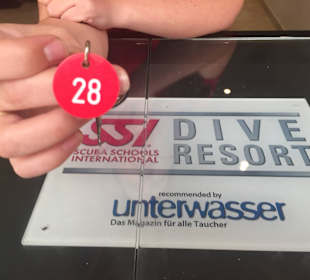 28
SSI DIVE
SCUBA SCHOOLS RESORT
INTERNATIONAL
recommended by
unterwasser
Das Magazin für alle Taucher